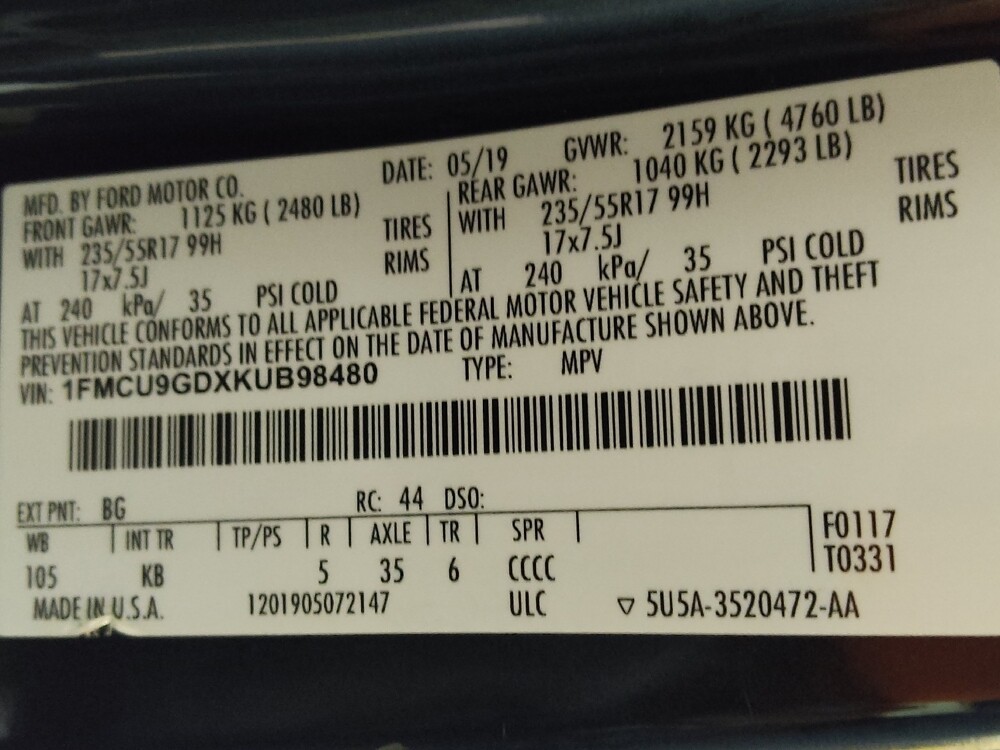 MFD. BY FORD MOTOR CO. DATE: 05/19 GVWR: 2159 KG ( 4760 LB)
FRONT GAWR: 1125 KG ( 2480 LB) REAR GAWR: 1040 KG ( 2293 LB)
WITH 235/55R17 99H TIRES WITH 235/55R17 99H TIRES
17x7.5J RIMS 17x7.5J RIMS
AT 240 kPa/ 35 PSI COLD AT 240 kPa/ 35 PSI COLD
THIS VEHICLE CONFORMS TO ALL APPLICABLE FEDERAL MOTOR VEHICLE SAFETY AND THEFT
PREVENTION STANDARDS IN EFFECT ON THE DATE OF MANUFACTURE SHOWN ABOVE.
VIN: 1FMCU9GDXKUB98480 TYPE: MPV
EXT PNT: BG RC: 44 DSO:
WB INT TR TP/PS R AXLE TR SPR F0117
105 KB 5 35 6 CCCC T0331
MADE IN U.S.A. 1201905072147 ULC ▽ 5U5A-3520472-AA